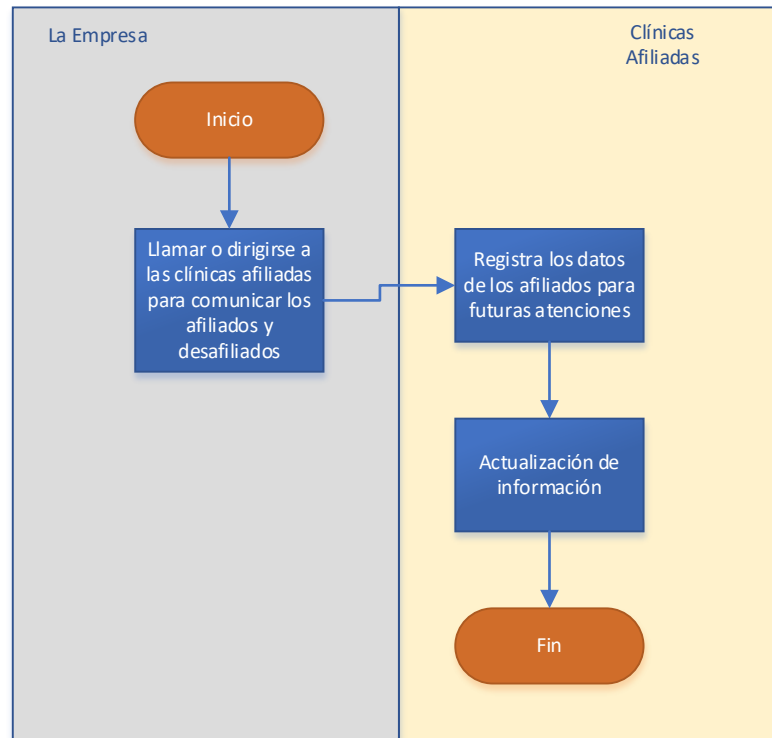 La Empresa
Clínicas
Afiliadas
Inicio
Llamar o dirigirse a
las clínicas afiliadas
para comunicar los
afiliados y
desafiliados
Registra los datos
de los afiliados para
futuras atenciones
Actualización de
información
Fin